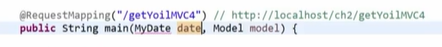 @RequestMapping("/getYoilMVC4") // http://localhost/ch2/getYoilMVC4
public String main(MyDate date, Model model) {